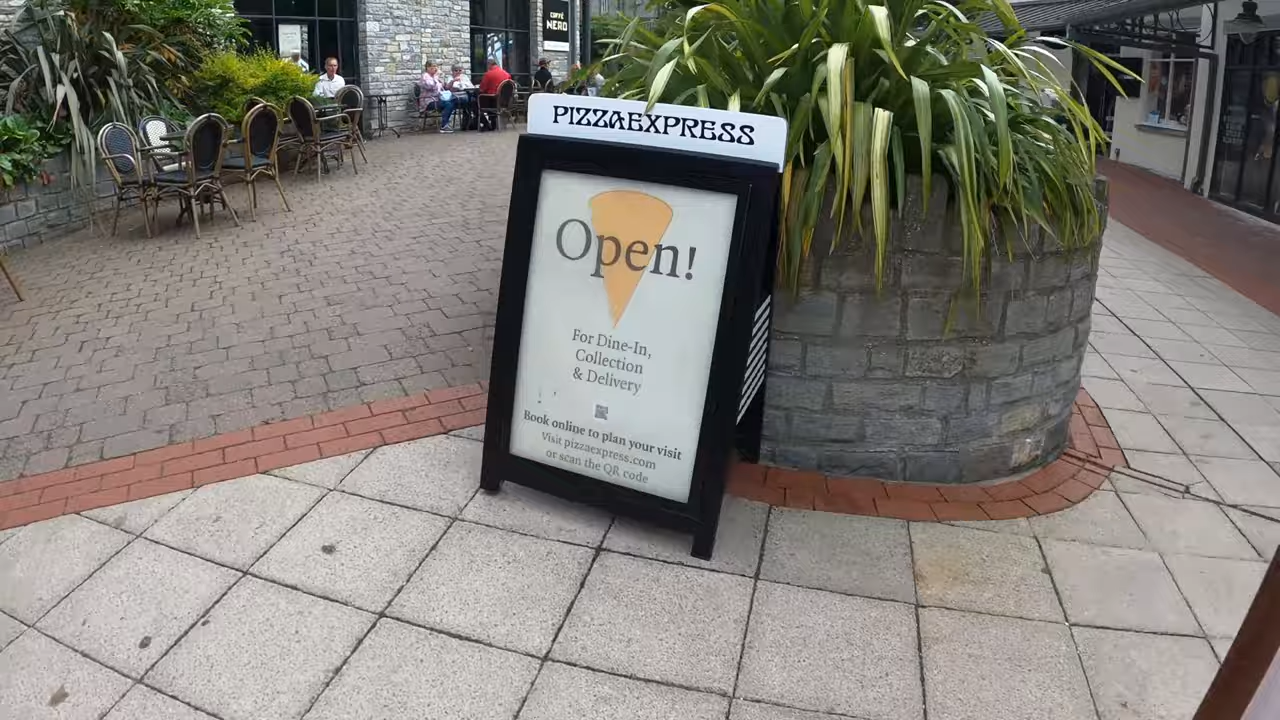 CAFFÈ
NERO
PIZZAEXPRESS
Open!
For Dine-In,
Collection
& Delivery
Book online to plan your visit
Visit pizzaexpress.com
or scan the QR code